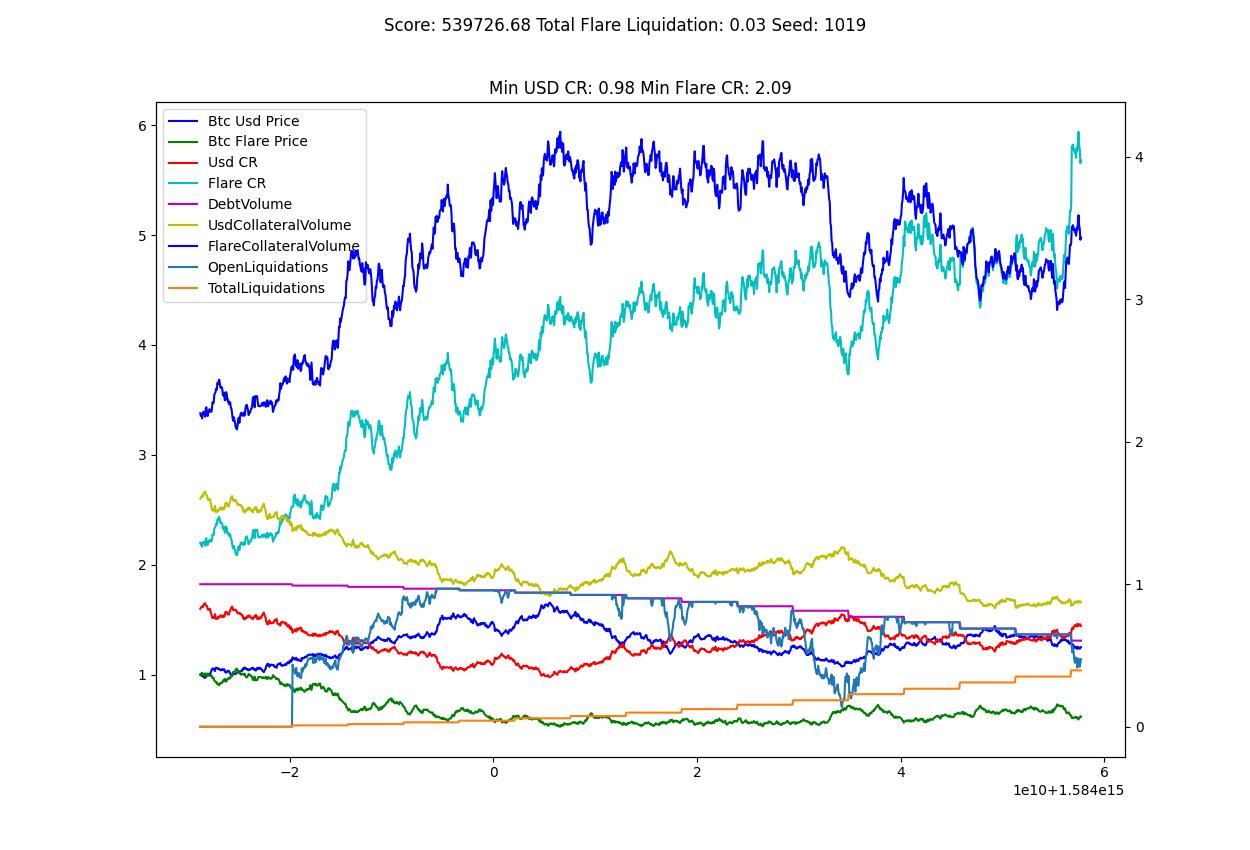 Score: 539726.68 Total Flare Liquidation: 0.03 Seed: 1019
Min USD CR: 0.98 Min Flare CR: 2.09
Btc Usd Price
Btc Flare Price
Usd CR
Flare CR
DebtVolume
UsdCollateralVolume
FlareCollateralVolume
OpenLiquidations
TotalLiquidations
6
5
4
3
2
1
4
3
2
1
0
−2
0
2
4
6
1e10+1.584e15